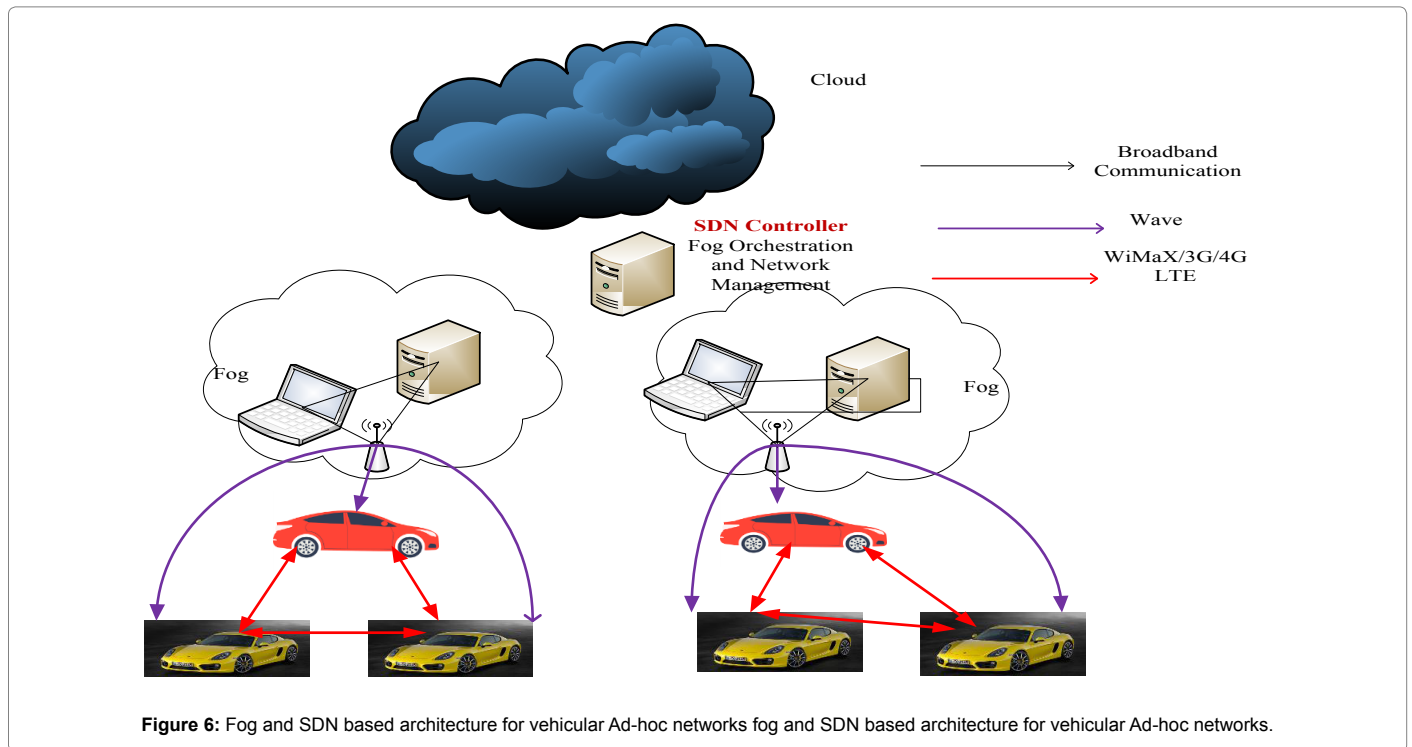 Cloud
Broadband
Communication
Wave
WiMaX/3G/4G
LTE
SDN Controller
Fog Orchestration
and Network
Management
Fog
Fog
Figure 6: Fog and SDN based architecture for vehicular Ad-hoc networks fog and SDN based architecture for vehicular Ad-hoc networks.